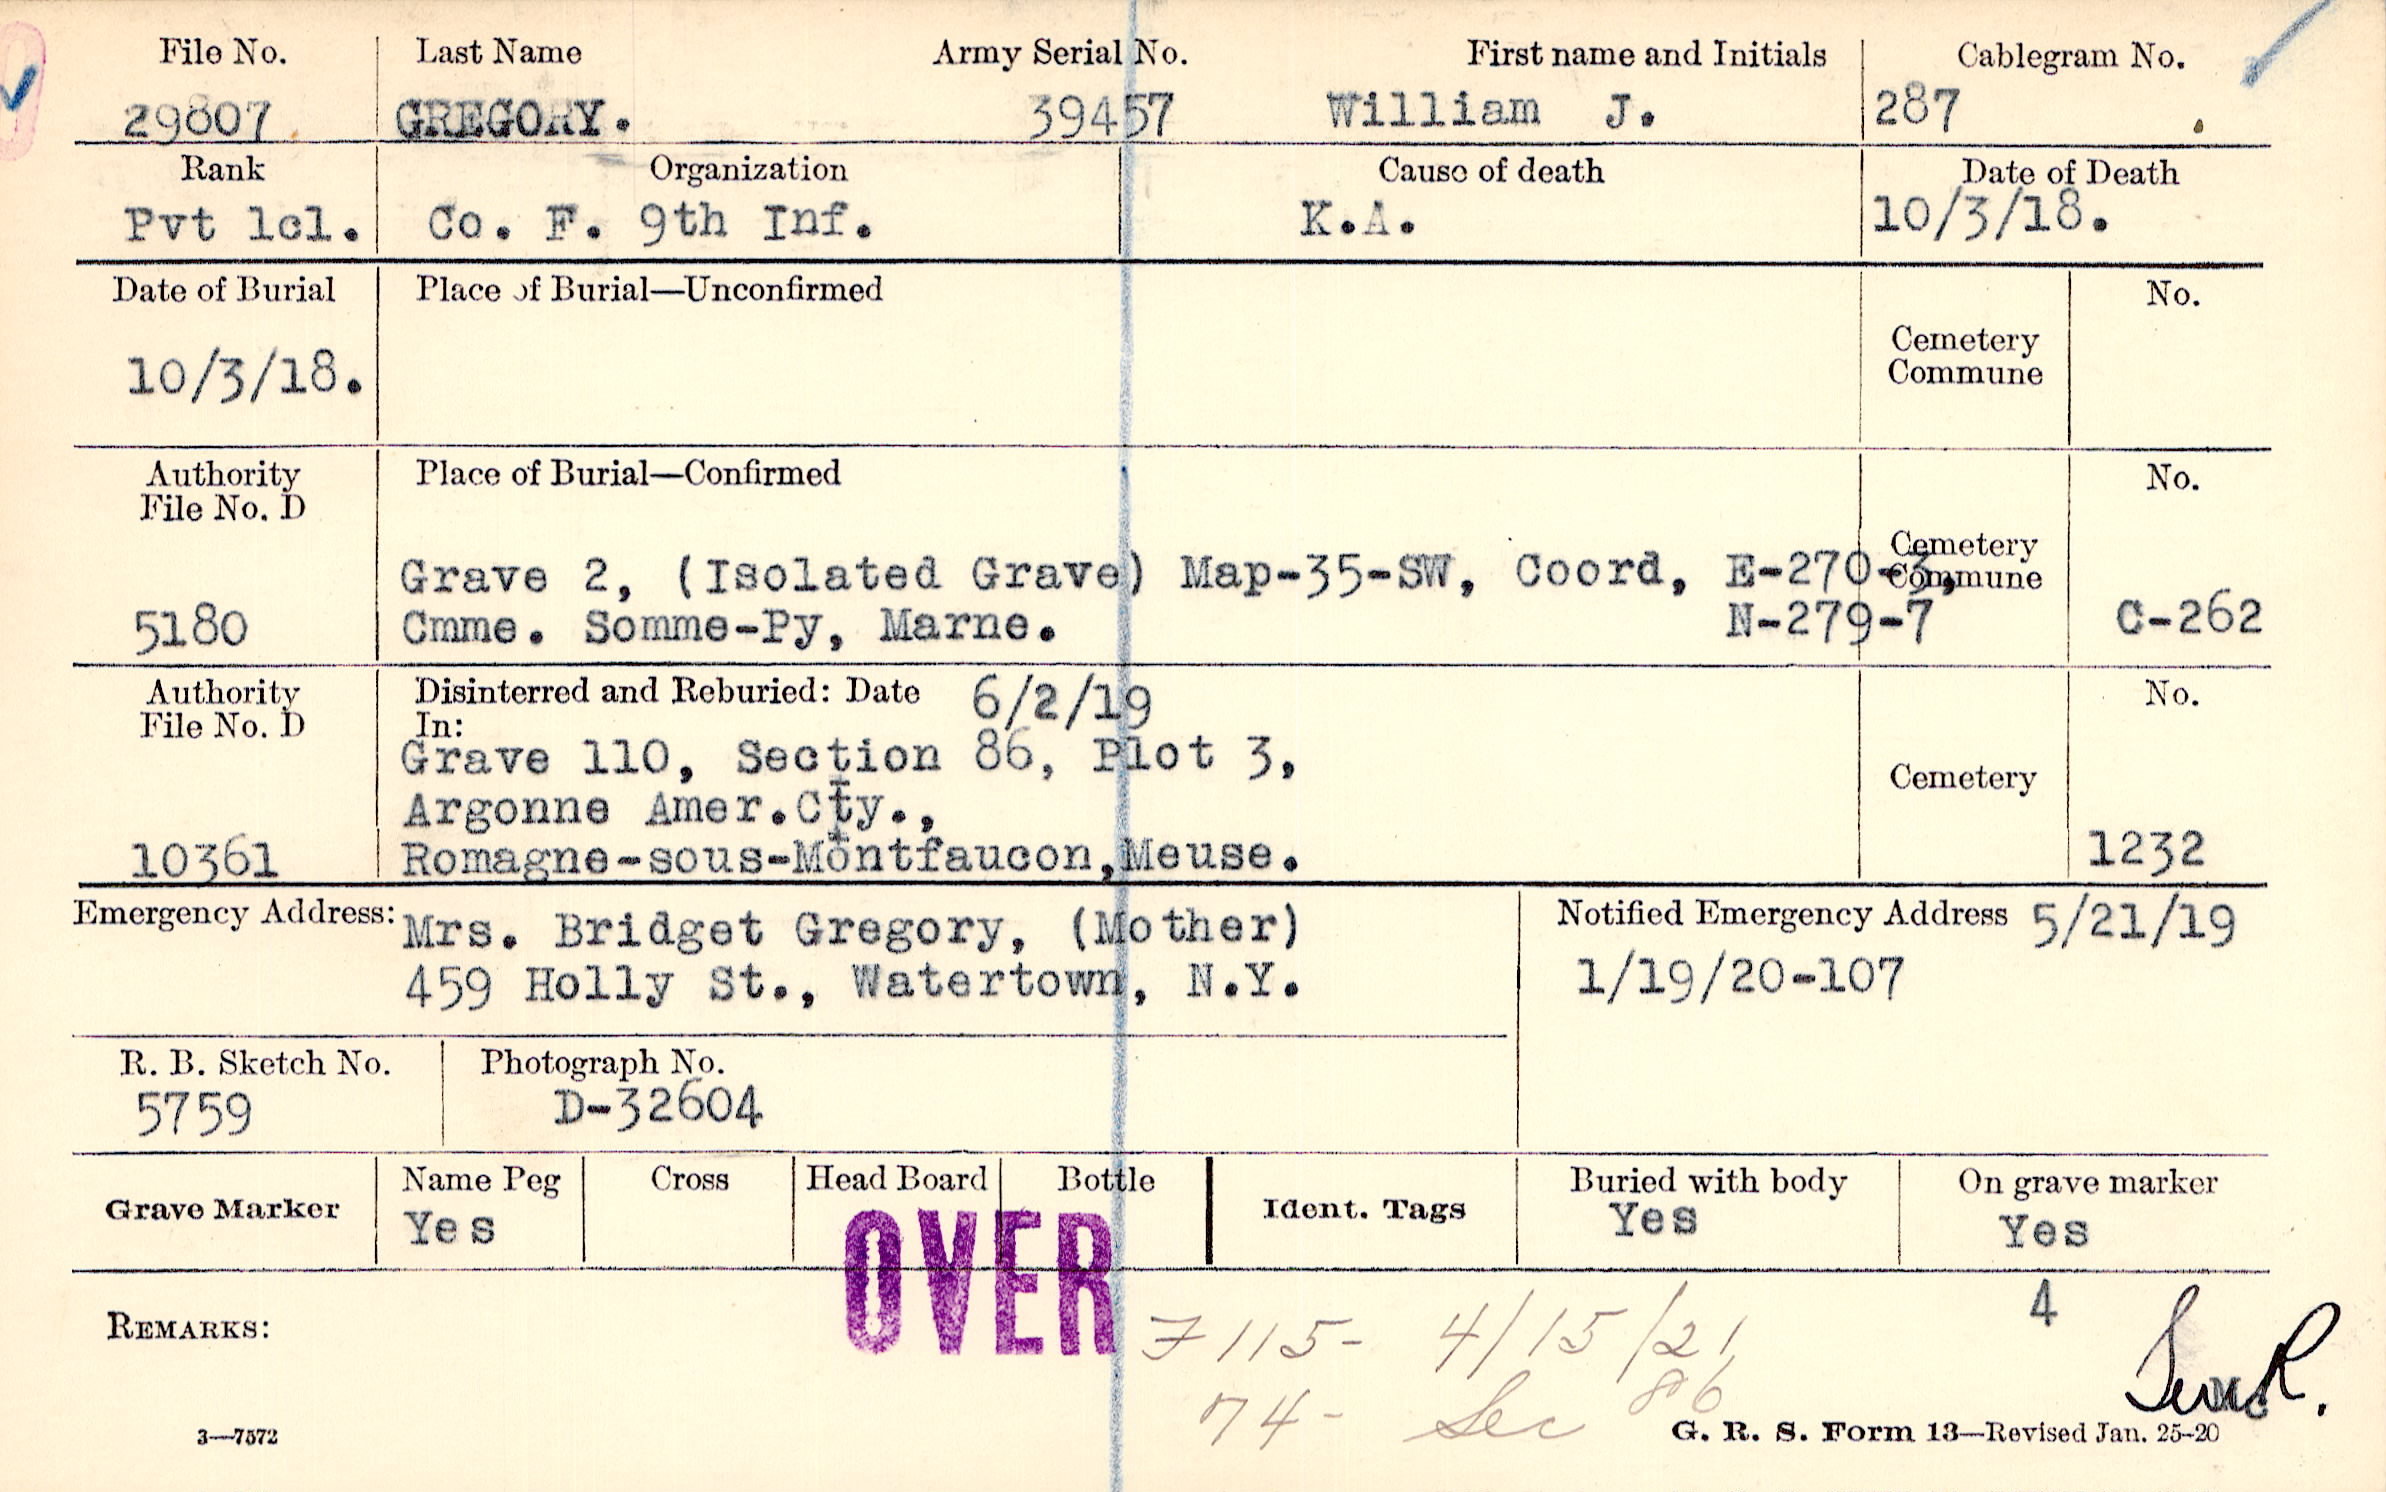 File No. Last Name Army Serial No. First name and Initials Cablegram No.
29807 GREGORY. 39457 William J. 287
Rank Organization Cause of death Date of Death
Pvt 1cl. Co. F. 9th Inf. K.A. 10/3/18.
Date of Burial Place of Burial—Unconfirmed No.
Cemetery
Commune
10/3/18.
Authority Place of Burial—Confirmed No.
File No. D
Cemetery
Commune
Grave 2, (Isolated Grave) Map-35-SW, Coord, E-270-3,
5180 Cmme. Somme-Py, Marne. N-279-7 C-262
Authority Disinterred and Reburied: Date 6/2/19 No.
File No. D In:
Grave 110, Section 86, Plot 3,
Cemetery
Argonne Amer.Cty.,
10361 Romagne-sous-Montfaucon,Meuse. 1232
Emergency Address: Mrs. Bridget Gregory, (Mother) Notified Emergency Address 5/21/19
459 Holly St., Watertown, N.Y. 1/19/20-107
R. B. Sketch No. Photograph No.
5759 D-32604
Name Peg Cross Head Board Bottle Buried with body On grave marker
Grave Marker Ident. Tags
Yes Yes Yes
OVER
4
REMARKS: 7115- 4/15/21
74- Sec 86
3—7572 G. R. S. Form 13—Revised Jan. 25-20